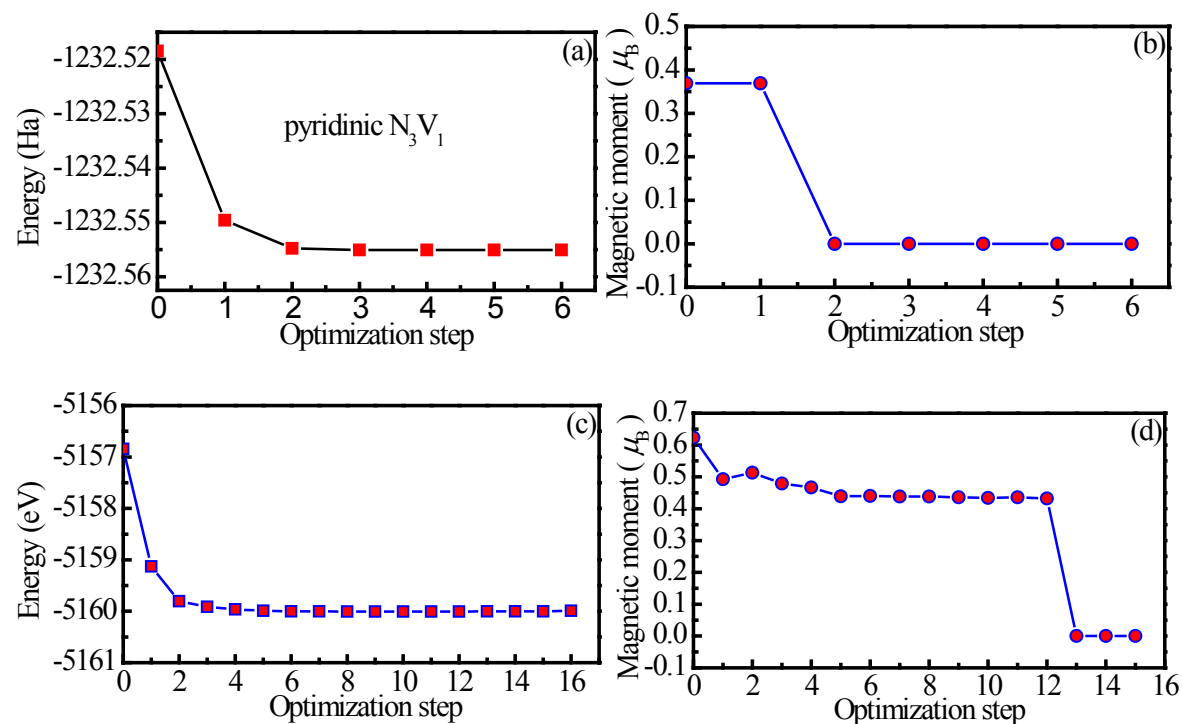 (a)
Energy (Ha)
-1232.52
-1232.53
-1232.54
-1232.55
-1232.56
pyridinic N₃V₁
0 1 2 3 4 5 6
Optimization step
(b)
Magnetic moment ( μ_B)
0.5
0.4
0.3
0.2
0.1
0.0
-0.1
0 1 2 3 4 5 6
Optimization step
(c)
Energy (eV)
-5156
-5157
-5158
-5159
-5160
-5161
0 2 4 6 8 10 12 14 16
Optimization step
(d)
Magnetic moment ( μ_B)
0.7
0.6
0.5
0.4
0.3
0.2
0.1
0.0
-0.1
0 2 4 6 8 10 12 14 16
Optimization step